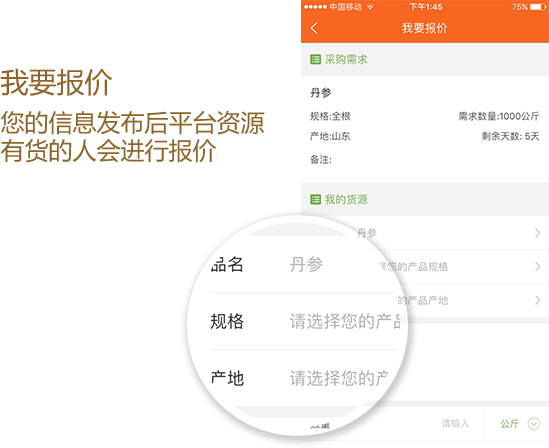 我要报价
您的信息发布后平台资源
有货的人会进行报价
中国移动
下午1:45
75%
我要报价
采购需求
丹参
规格:全根
需求数量:1000公斤
产地:山东
剩余天数: 5天
备注:
我的货源
丹参
择您的产品规格
的产品产地
品名 丹参
规格 请选择您的产品
产地 请选择您的产
请输入 公斤